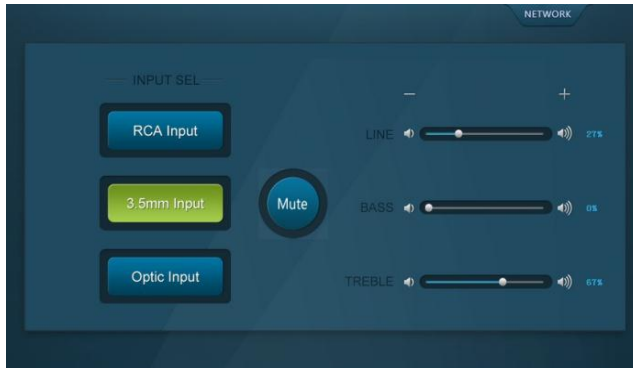 NETWORK
INPUT SEL
RCA Input
3.5mm Input
Optic Input
Mute
− +
LINE 27%
BASS 0%
TREBLE 67%